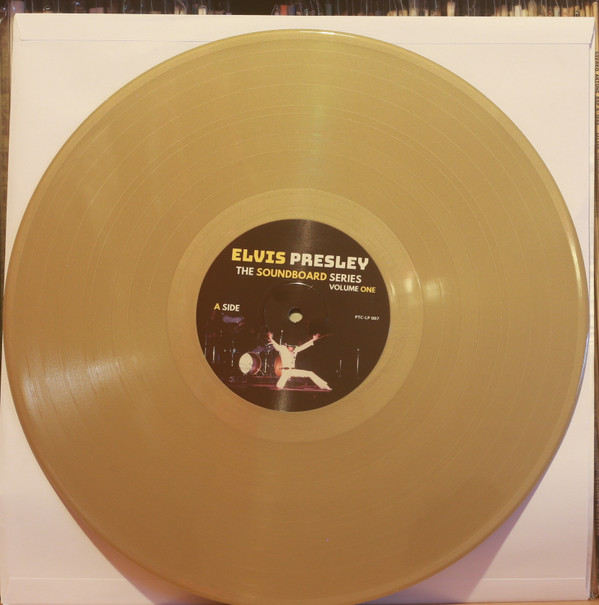 ELVIS PRESLEY
THE SOUNDBOARD SERIES
VOLUME ONE
A SIDE
PTC-LP 007